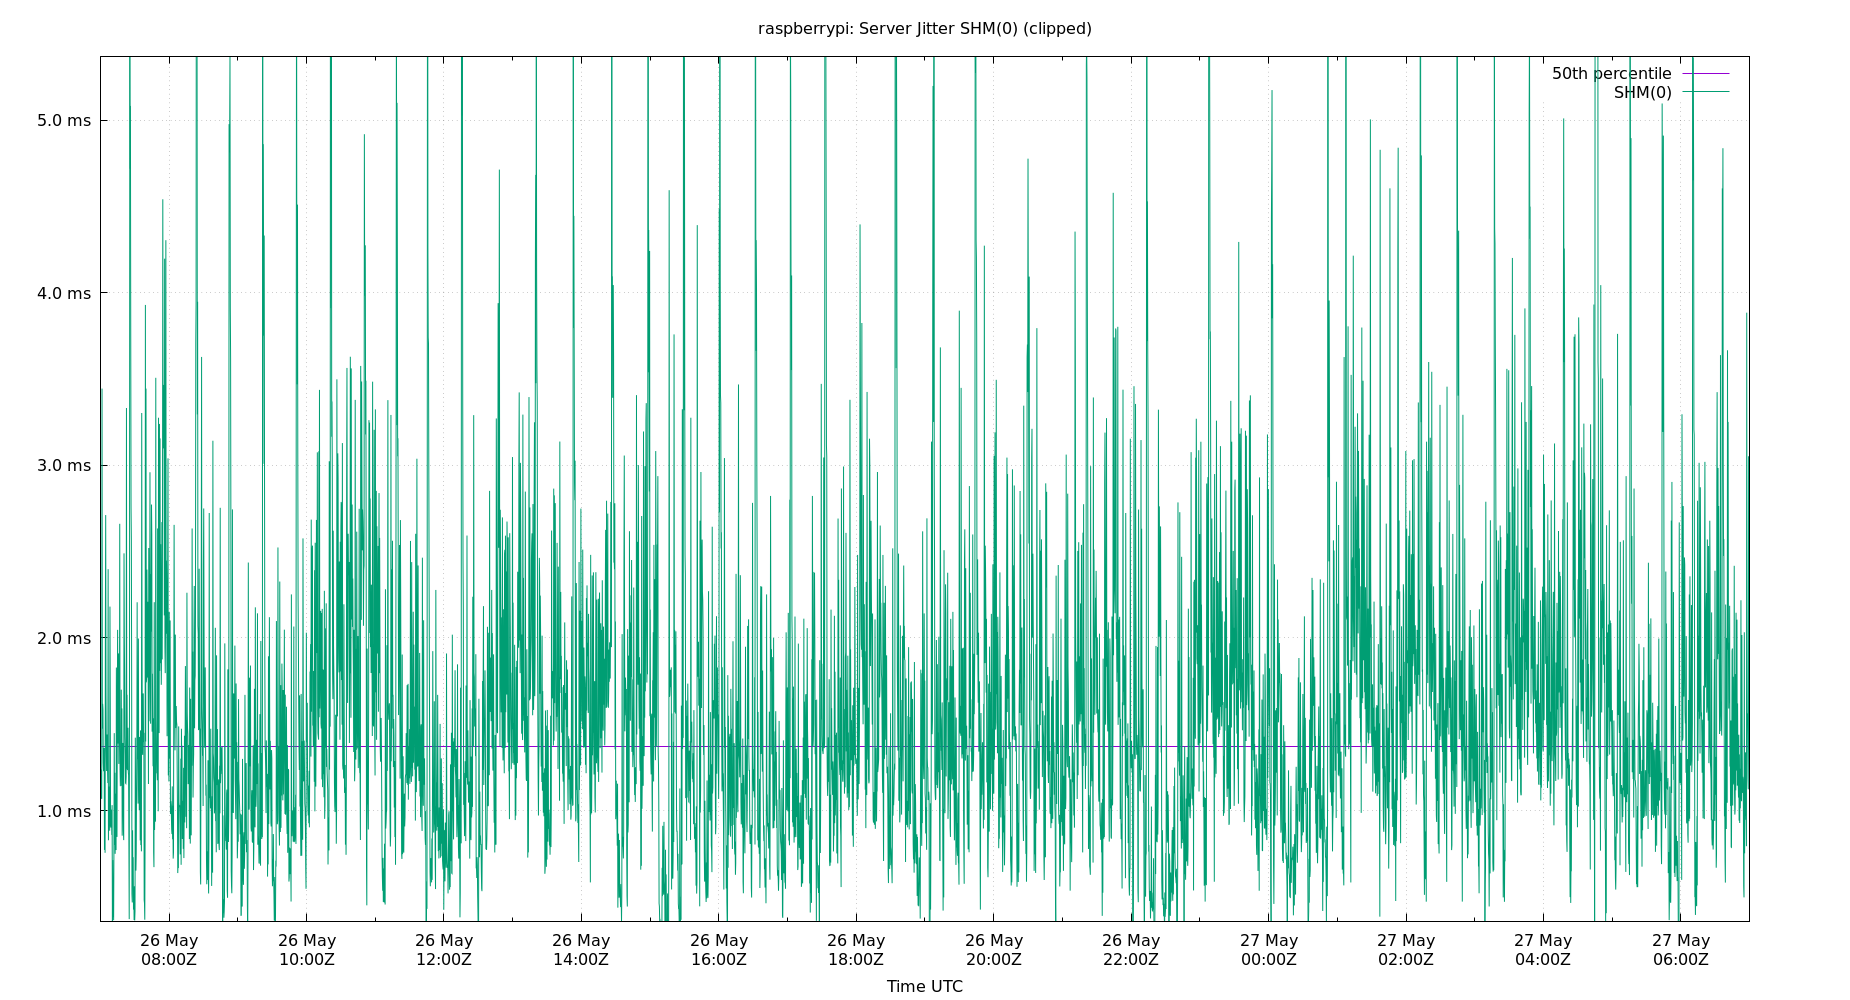 raspberrypi: Server Jitter SHM(0) (clipped)
50th percentile
SHM(0)
5.0 ms
4.0 ms
3.0 ms
2.0 ms
1.0 ms
26 May 26 May 26 May 26 May 26 May 26 May 26 May 26 May 27 May 27 May 27 May 27 May
08:00Z 10:00Z 12:00Z 14:00Z 16:00Z 18:00Z 20:00Z 22:00Z 00:00Z 02:00Z 04:00Z 06:00Z
Time UTC